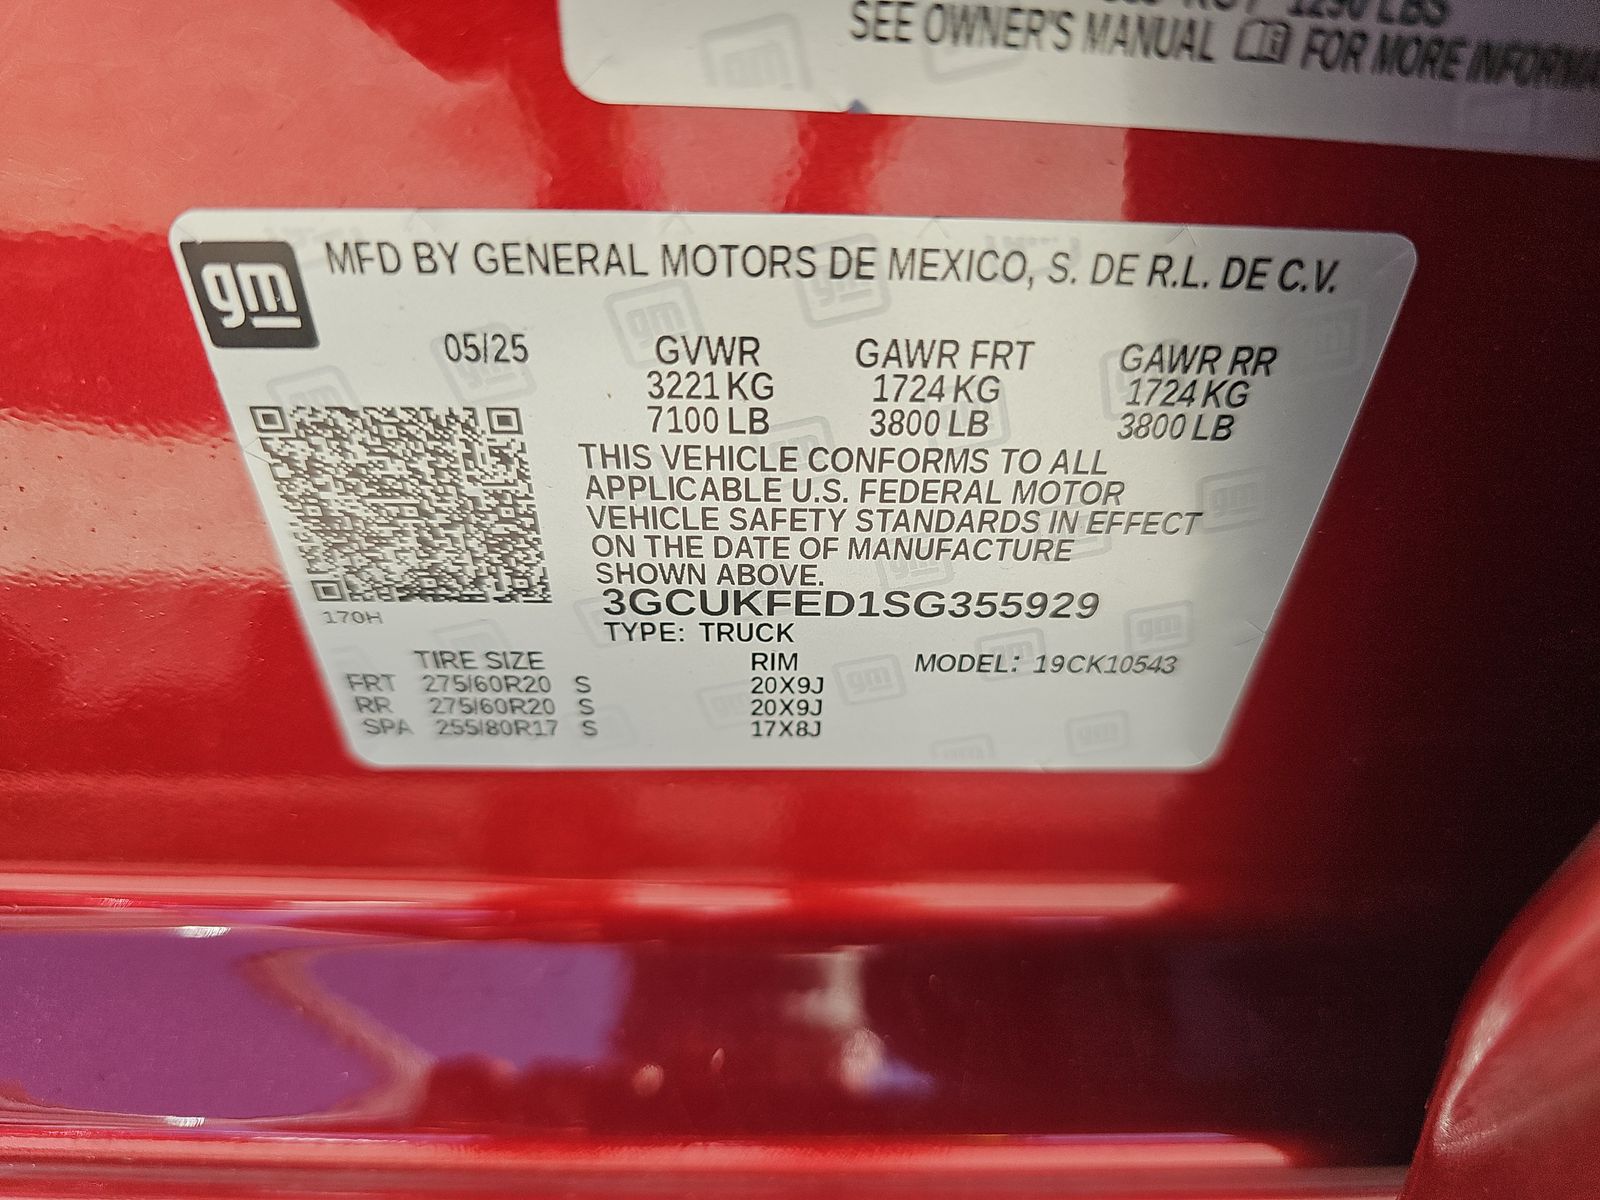 1290 LBS
SEE OWNER'S MANUAL FOR MORE
gm
MFD BY GENERAL MOTORS DE MEXICO, S. DE R.L. DE C.V.
05/25 GVWR GAWR FRT GAWR RR
3221 KG 1724 KG 1724 KG
7100 LB 3800 LB 3800 LB
THIS VEHICLE CONFORMS TO ALL
APPLICABLE U.S. FEDERAL MOTOR
VEHICLE SAFETY STANDARDS IN EFFECT
ON THE DATE OF MANUFACTURE
SHOWN ABOVE.
3GCUKFED1SG355929
170H
TYPE: TRUCK
TIRE SIZE RIM MODEL: 19CK10543
FRT 275/60R20 S 20X9J
RR 275/60R20 S 20X9J
SPA 255/80R17 S 17X8J